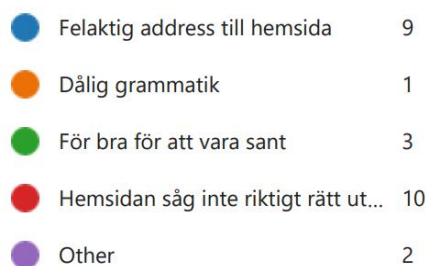 Felaktig address till hemsida 9
Dålig grammatik 1
För bra för att vara sant 3
Hemsidan såg inte riktigt rätt ut... 10
Other 2